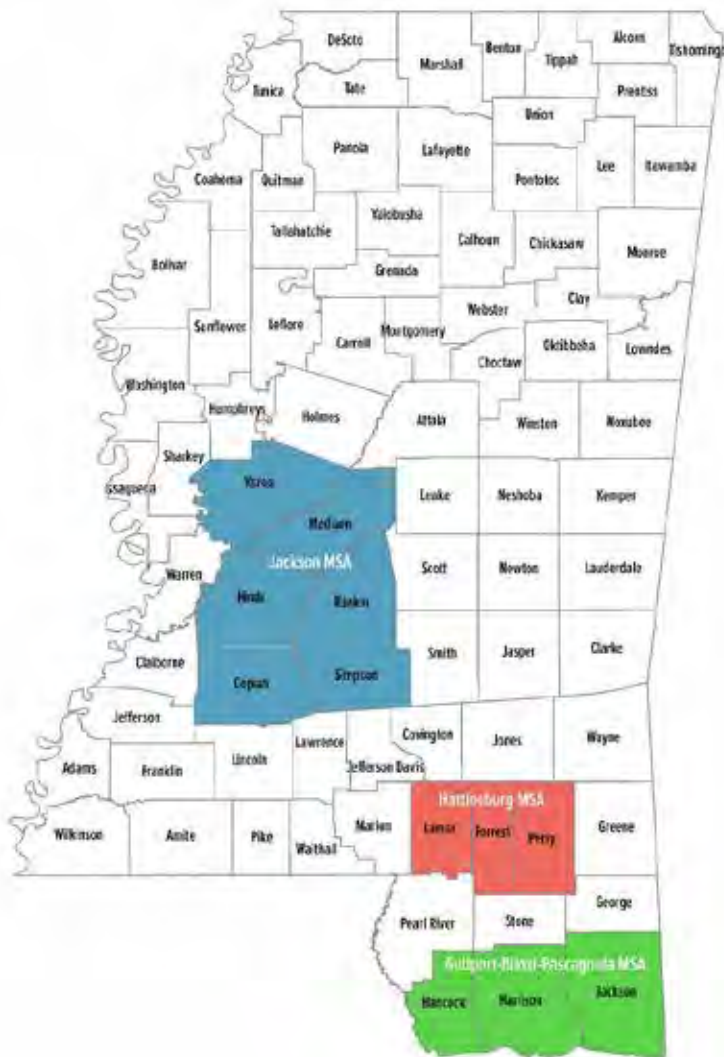 DeSoto
Marshall
Benton
Tippah
Alcorn
Tishomingo
Tunica
Tate
Prentiss
Union
Panola
Lafayette
Coahoma
Quitman
Pontotoc
Lee
Itawamba
Tallahatchie
Yalobusha
Calhoun
Chickasaw
Monroe
Bolivar
Grenada
Sunflower
Leflore
Carroll
Montgomery
Webster
Clay
Choctaw
Oktibbeha
Lowndes
Washington
Humphreys
Holmes
Attala
Winston
Noxubee
Sharkey
Issaquena
Yazoo
Leake
Neshoba
Kemper
Madison
Jackson MSA
Warren
Hinds
Rankin
Scott
Newton
Lauderdale
Claiborne
Copiah
Simpson
Smith
Jasper
Clarke
Jefferson
Adams
Franklin
Lincoln
Lawrence
Jefferson Davis
Covington
Jones
Wayne
Wilkinson
Amite
Pike
Walthall
Marion
Hattiesburg MSA
Lamar
Forrest
Perry
Greene
Pearl River
Stone
George
Gulfport-Biloxi-Pascagoula MSA
Hancock
Harrison
Jackson